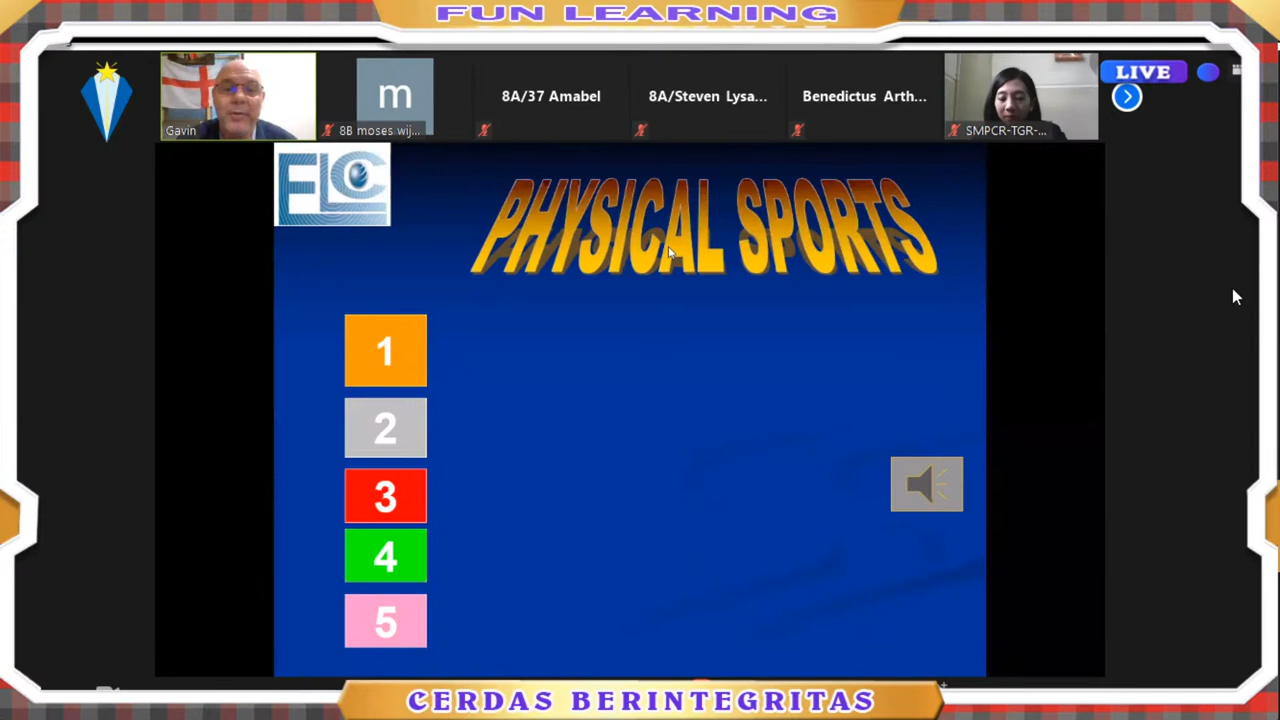 FUN LEARNING
LIVE
m
8A/37 Amabel
8A/Steven Lysa...
Benedictus Arth...
Gavin
8B moses wij...
SMPCR-TGR-...
ELC
PHYSICAL SPORTS
1
2
3
4
5
CERDAS BERINTEGRITAS